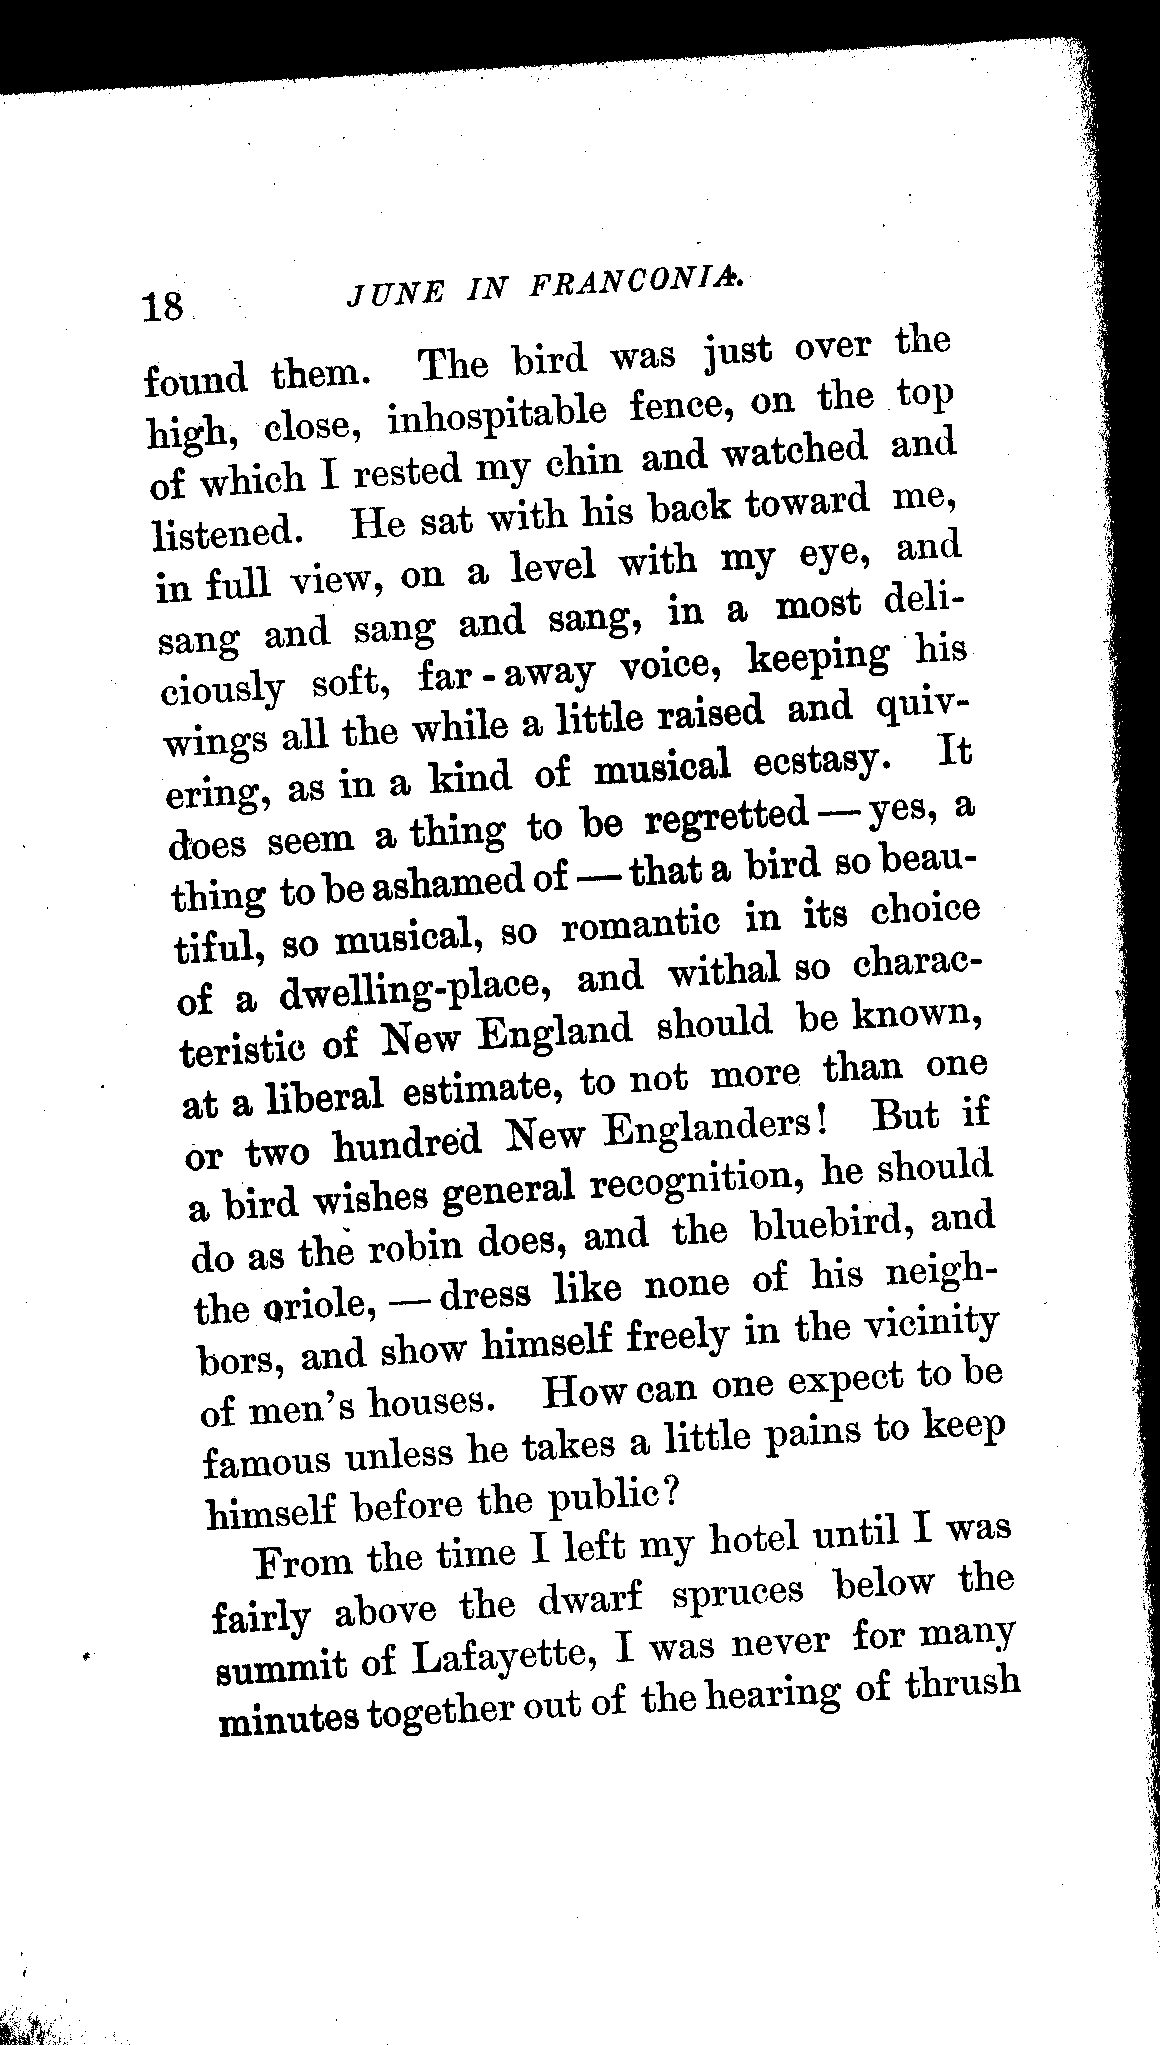 18 JUNE IN FRANCONIA.
found them. The bird was just over the
high, close, inhospitable fence, on the top
of which I rested my chin and watched and
listened. He sat with his back toward me,
in full view, on a level with my eye, and
sang and sang and sang, in a most deli-
ciously soft, far-away voice, keeping his
wings all the while a little raised and quiv-
ering, as in a kind of musical ecstasy. It
does seem a thing to be regretted — yes, a
thing to be ashamed of — that a bird so beau-
tiful, so musical, so romantic in its choice
of a dwelling-place, and withal so charac-
teristic of New England should be known,
at a liberal estimate, to not more than one
or two hundred New Englanders! But if
a bird wishes general recognition, he should
do as the robin does, and the bluebird, and
the oriole, — dress like none of his neigh-
bors, and show himself freely in the vicinity
of men's houses. How can one expect to be
famous unless he takes a little pains to keep
himself before the public?
From the time I left my hotel until I was
fairly above the dwarf spruces below the
summit of Lafayette, I was never for many
minutes together out of the hearing of thrush